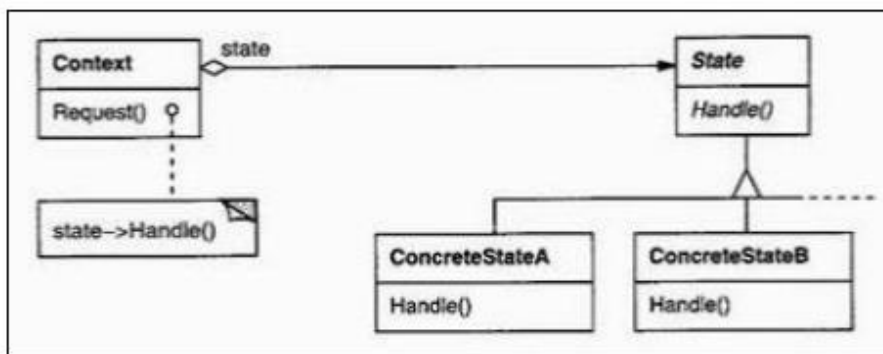 state
Context
State
Request()
Handle()
state->Handle()
ConcreteStateA
ConcreteStateB
Handle()
Handle()